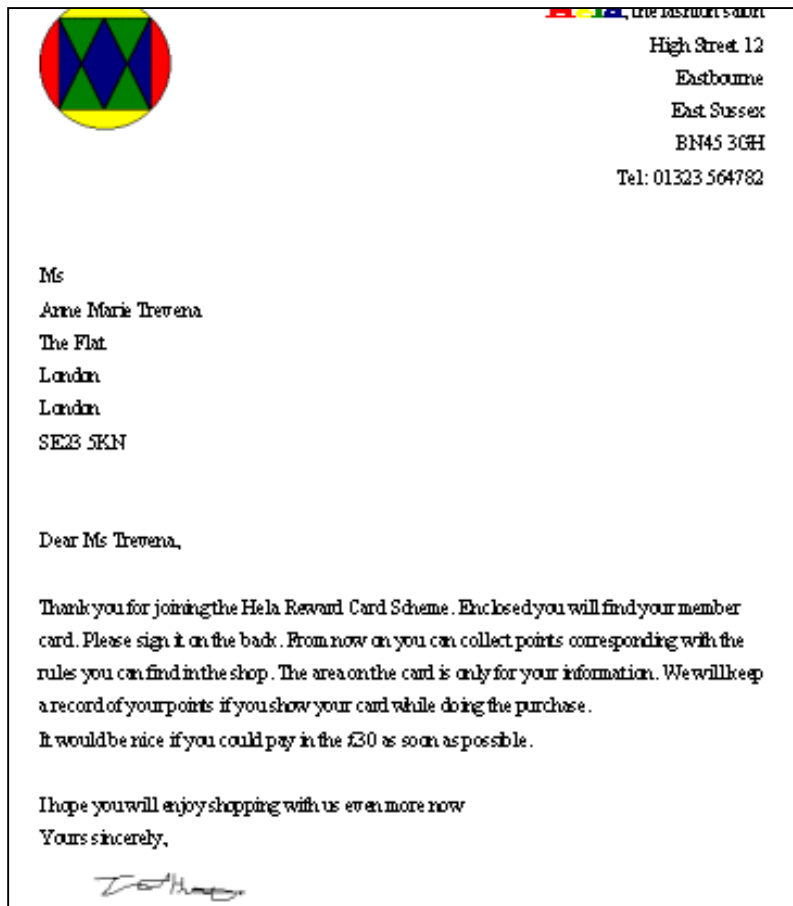 Hela, the fashion salon
High Street 12
Eastbourne
East Sussex
BN45 3GH
Tel: 01323 564782
Ms
Anne Marie Trevena
The Flat
London
London
SE23 5KN
Dear Ms Trevena,
Thank you for joining the Hela Reward Card Scheme. Enclosed you will find your member
card. Please sign it on the back. From now on you can collect points corresponding with the
rules you can find in the shop. The area on the card is only for your information. We will keep
a record of your points if you show your card while doing the purchase.
It would be nice if you could pay in the £30 as soon as possible.
I hope you will enjoy shopping with us even more now
Yours sincerely,